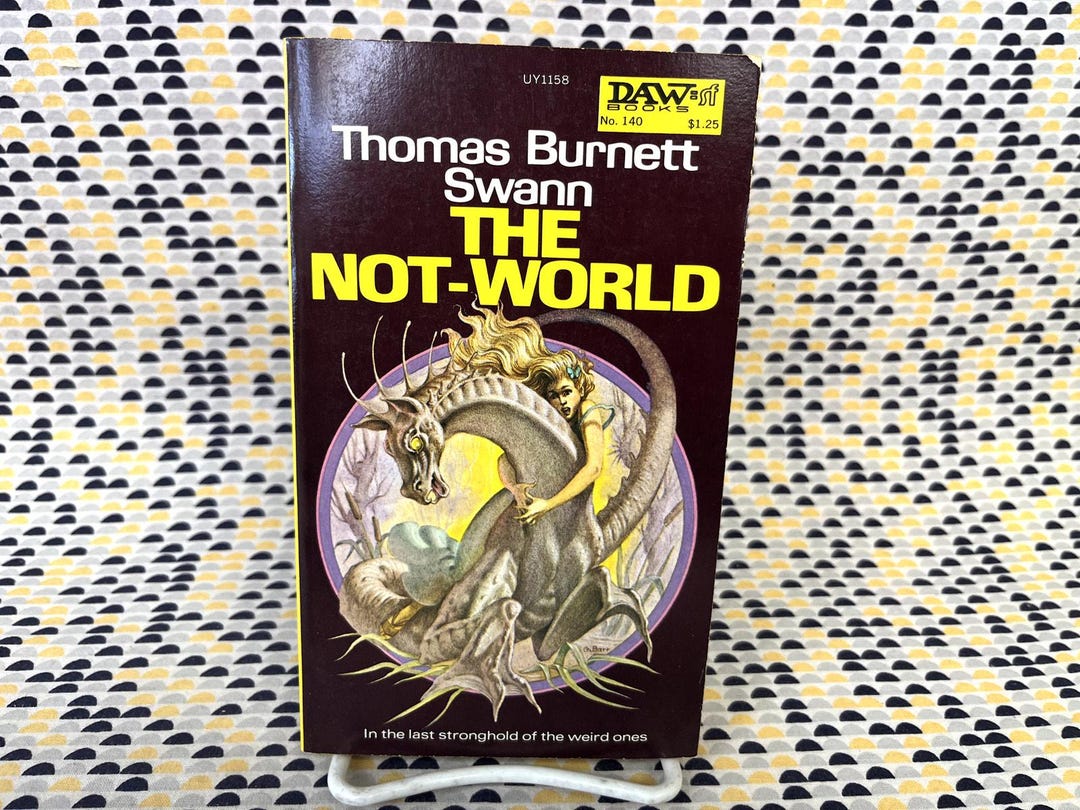 UY1158
DAW sf
BOOKS
No. 140 $1.25
Thomas Burnett
Swann
THE
NOT-WORLD
G. Barr
In the last stronghold of the weird ones